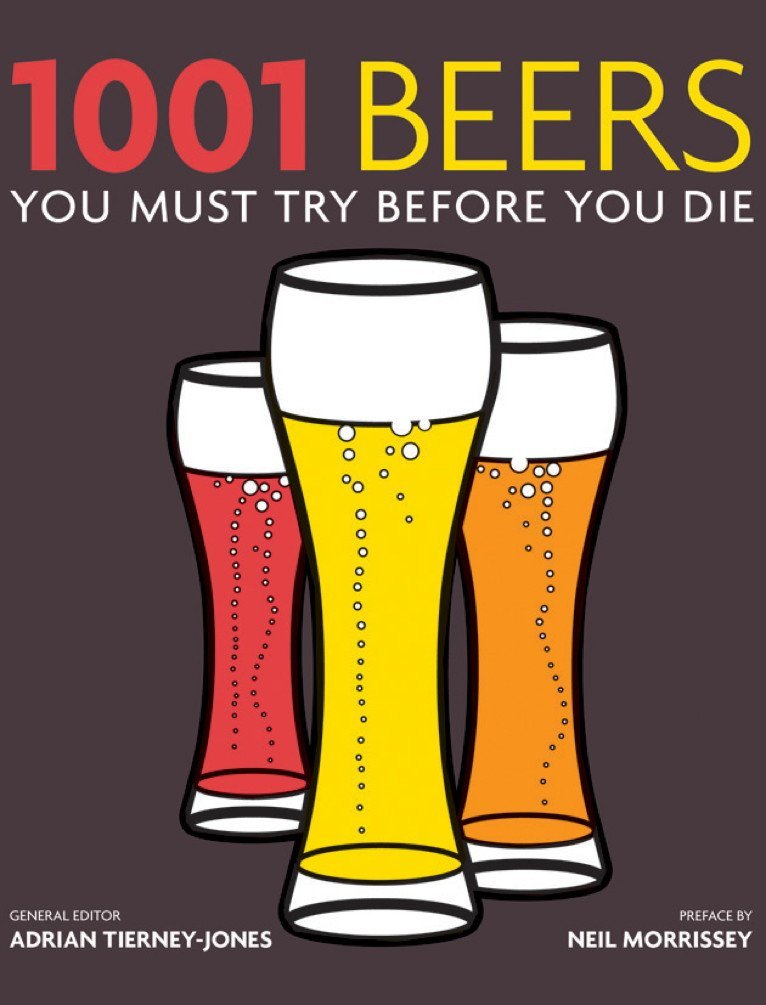 1001 BEERS
YOU MUST TRY BEFORE YOU DIE
GENERAL EDITOR
ADRIAN TIERNEY-JONES
PREFACE BY
NEIL MORRISSEY